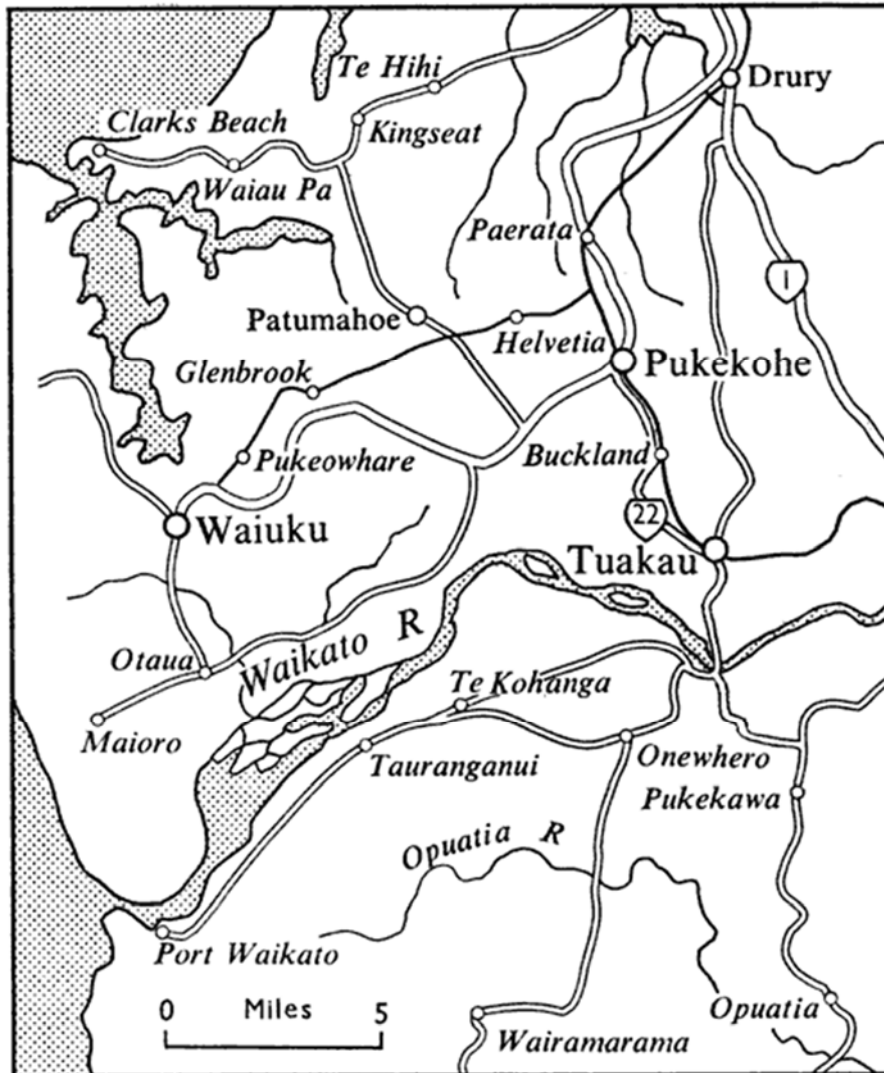 Te Hihi
Drury
Clarks Beach
Kingseat
Waiau Pa
Paerata
1
Patumahoe
Helvetia
Pukekohe
Glenbrook
Buckland
Pukeowhare
22
Waiuku
Tuakau
Waikato R
Otaua
Te Kohanga
Maioro
Tauranganui
Onewhero
Pukekawa
Opuatia R
Port Waikato
0 Miles 5
Opuatia
Wairamarama